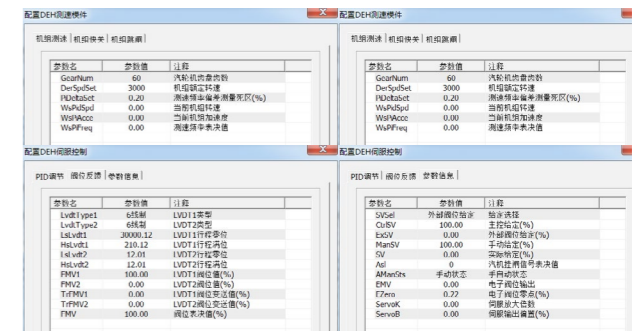 配置DEH测速模件
机组测速 机组快关 机组跳闸
参数名 参数值 注释
GearNum 60 汽轮机齿盘齿数
DerSpdSet 3000 机组额定转速
PiDeltaSet 0.20 测速频率偏差测量死区(%)
WsPidSpd 0.00 当前机组转速
WsPiAcce 0.00 当前机组加速度
WsPiFreq 0.00 测速频率表决值
配置DEH测速模件
机组测速 机组快关 机组跳闸
参数名 参数值 注释
GearNum 60 汽轮机齿盘齿数
DerSpdSet 3000 机组额定转速
PiDeltaSet 0.20 测速频率偏差测量死区(%)
WsPidSpd 0.00 当前机组转速
WsPiAcce 0.00 当前机组加速度
WsPiFreq 0.00 测速频率表决值
配置DEH伺服控制
PID调节 阀位反馈 参数信息
参数名 参数值 注释
LvdtType1 6线制 LVDT1类型
LvdtType2 6线制 LVDT2类型
LsLvdt1 30000.12 LVDT1行程零位
HsLvdt1 210.12 LVDT1行程满位
LsLvdt2 12.01 LVDT2行程零位
HsLvdt2 12.01 LVDT2行程满位
FMV1 100.00 LVDT1阀位值(%)
FMV2 0.00 LVDT2阀位值(%)
TrFMV1 0.00 LVDT1阀位变送值(%)
TrFMV2 0.00 LVDT2阀位变送值(%)
FMV 100.00 阀位表决值(%)
配置DEH伺服控制
PID调节 阀位反馈 参数信息
参数名 参数值 注释
SVSel 外部阀位给定 给定选择
CtrlSV 100.00 主控给定(%)
ExSV 0.00 外部阀位给定(%)
ManSV 100.00 手动给定(%)
SV 0.00 实际给定(%)
Asl 0 汽机挂闸信号表决值
AManSts 手动状态 手自动状态
EMV 0.00 电子阀位输出
EZero 0.22 电子阀位零点(%)
ServoK 0.00 伺服放大倍数
ServoB 0.00 伺服输出偏置(%)